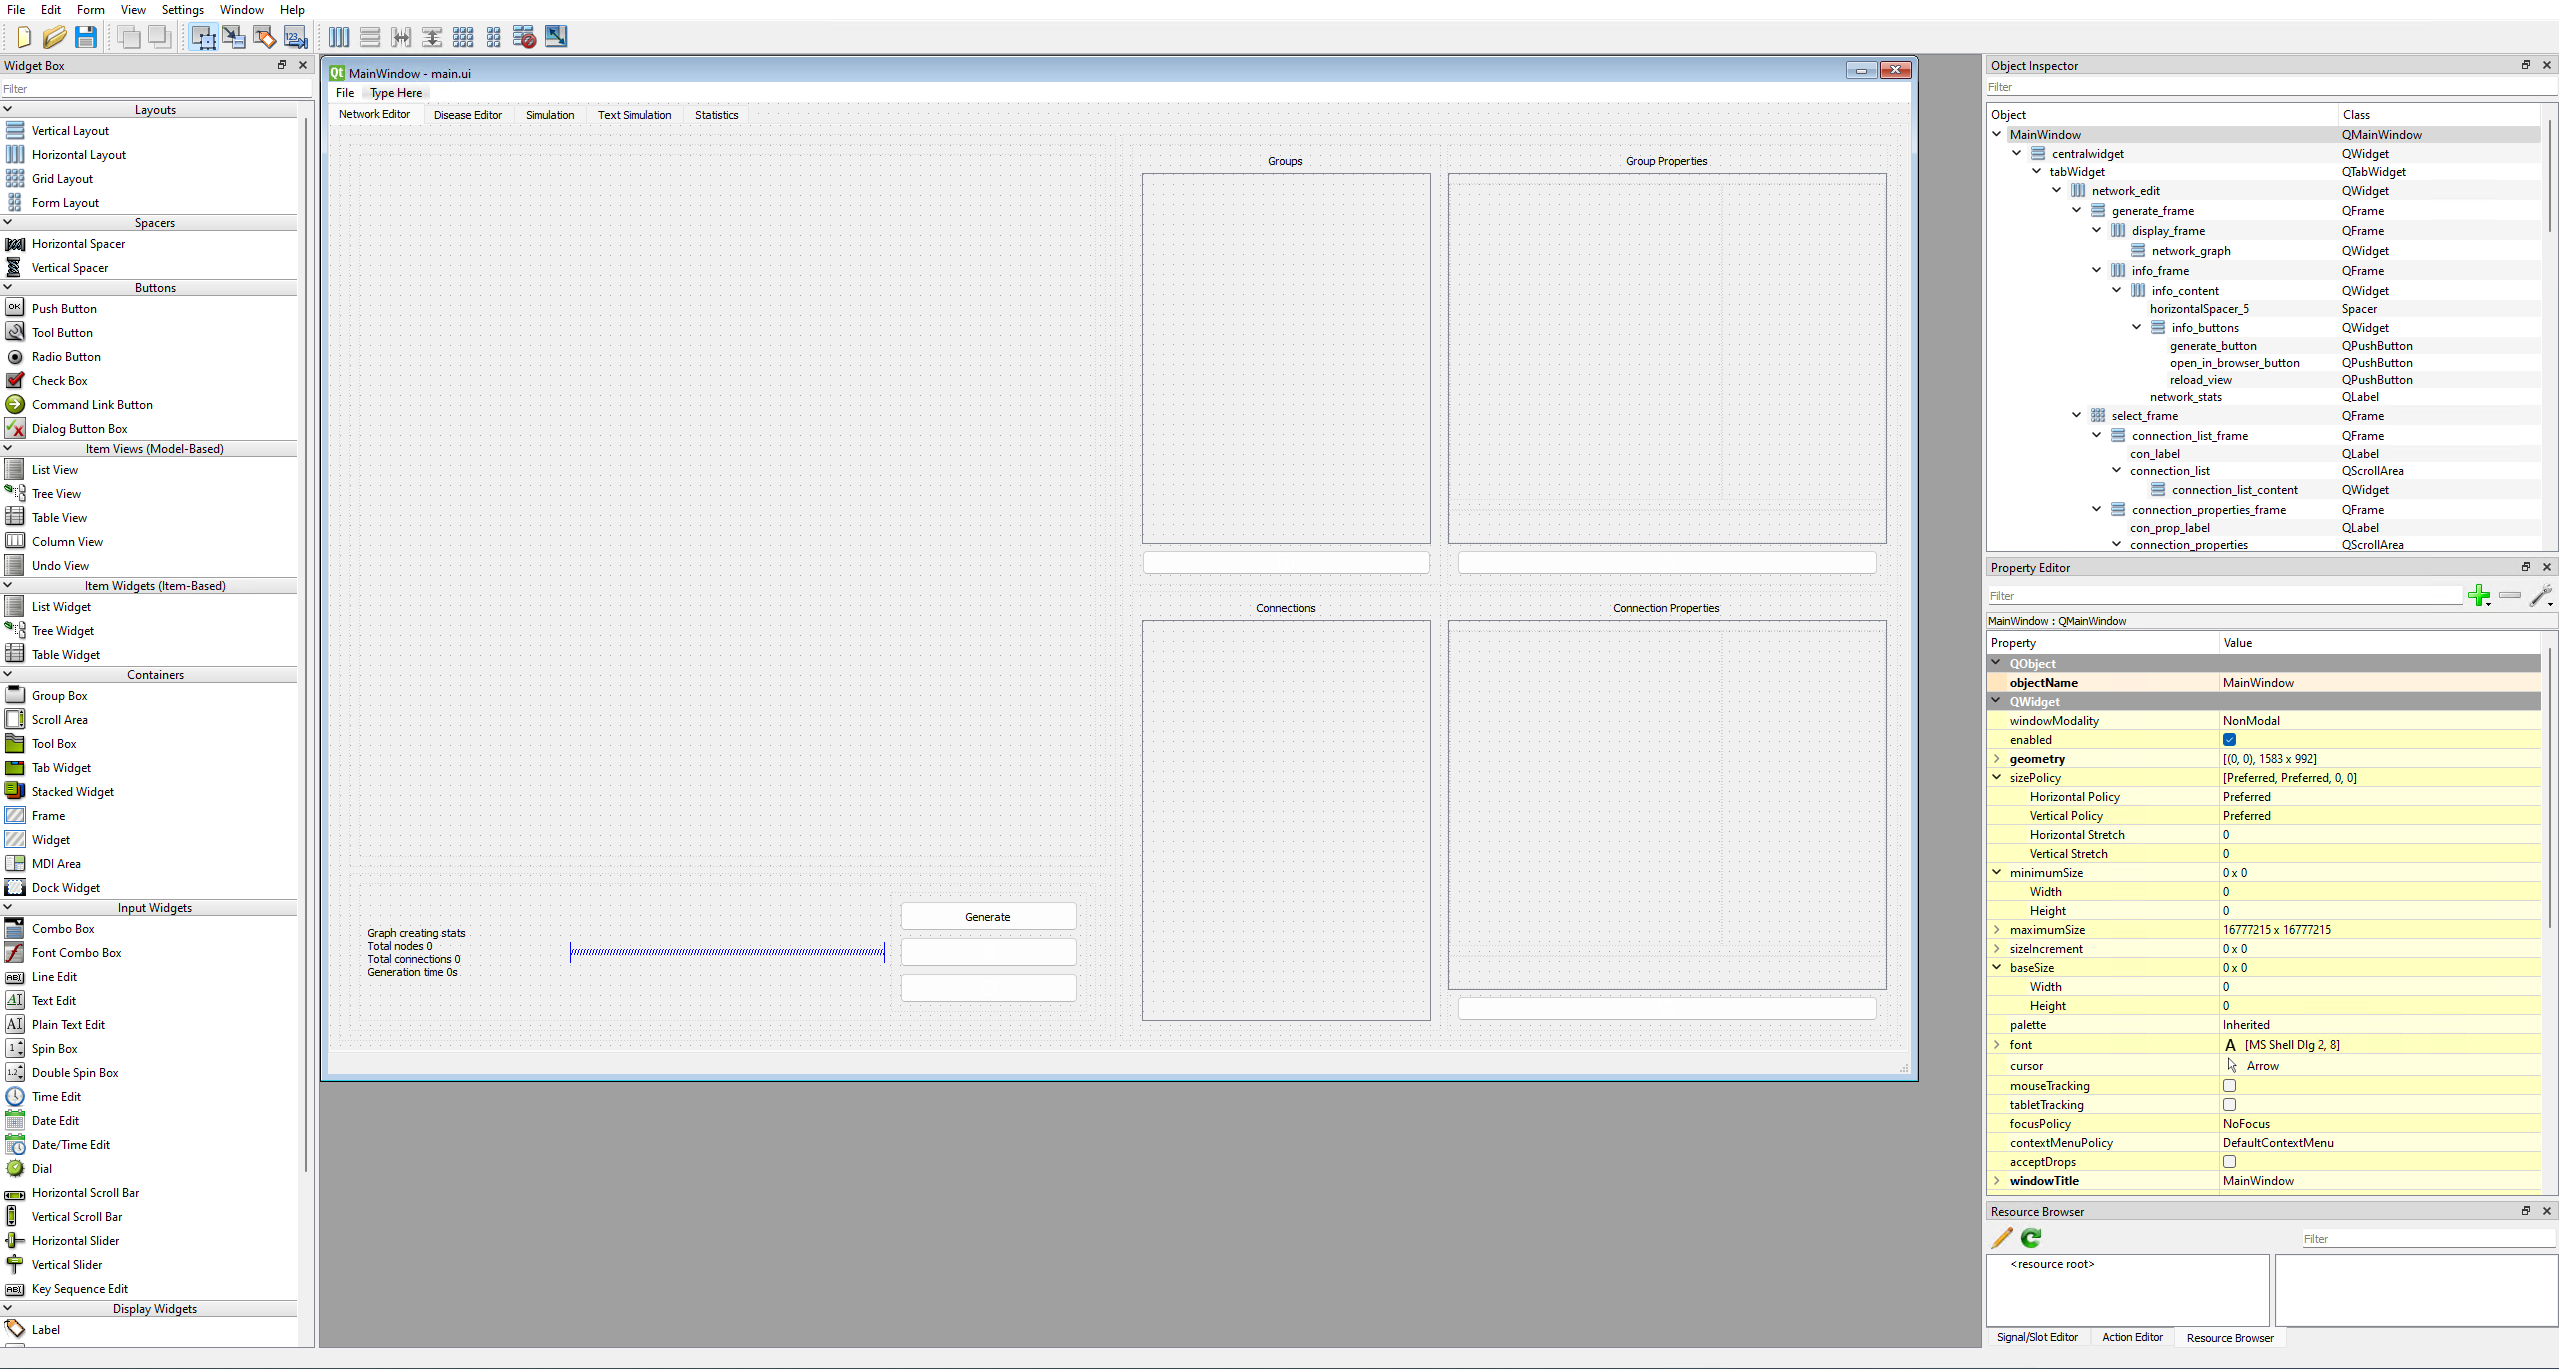 File Edit Form View Settings Window Help
Widget Box
Filter
Layouts
Vertical Layout
Horizontal Layout
Grid Layout
Form Layout
Spacers
Horizontal Spacer
Vertical Spacer
Buttons
Push Button
Tool Button
Radio Button
Check Box
Command Link Button
Dialog Button Box
Item Views (Model-Based)
List View
Tree View
Table View
Column View
Undo View
Item Widgets (Item-Based)
List Widget
Tree Widget
Table Widget
Containers
Group Box
Scroll Area
Tool Box
Tab Widget
Stacked Widget
Frame
Widget
MDI Area
Dock Widget
Input Widgets
Combo Box
Font Combo Box
Line Edit
Text Edit
Plain Text Edit
Spin Box
Double Spin Box
Time Edit
Date Edit
Date/Time Edit
Dial
Horizontal Scroll Bar
Vertical Scroll Bar
Horizontal Slider
Vertical Slider
Key Sequence Edit
Display Widgets
Label
MainWindow - main.ui
File Type Here
Network Editor Disease Editor Simulation Text Simulation Statistics
Groups
Group Properties
Connections
Connection Properties
Generate
Graph creating stats
Total nodes 0
Total connections 0
Generation time 0s
Object Inspector
Filter
Object Class
MainWindow QMainWindow
centralwidget QWidget
tabWidget QTabWidget
network_edit QWidget
generate_frame QFrame
display_frame QFrame
network_graph QWidget
info_frame QFrame
info_content QWidget
horizontalSpacer_5 Spacer
info_buttons QWidget
generate_button QPushButton
open_in_browser_button QPushButton
reload_view QPushButton
network_stats QLabel
select_frame QFrame
connection_list_frame QFrame
con_label QLabel
connection_list QScrollArea
connection_list_content QWidget
connection_properties_frame QFrame
con_prop_label QLabel
connection_properties QScrollArea
Property Editor
Filter
MainWindow : QMainWindow
Property Value
QObject
objectName MainWindow
QWidget
windowModality NonModal
enabled
geometry [(0, 0), 1583 x 992]
sizePolicy [Preferred, Preferred, 0, 0]
Horizontal Policy Preferred
Vertical Policy Preferred
Horizontal Stretch 0
Vertical Stretch 0
minimumSize 0 x 0
Width 0
Height 0
maximumSize 16777215 x 16777215
sizeIncrement 0 x 0
baseSize 0 x 0
Width 0
Height 0
palette Inherited
font A [MS Shell Dlg 2, 8]
cursor Arrow
mouseTracking
tabletTracking
focusPolicy NoFocus
contextMenuPolicy DefaultContextMenu
acceptDrops
windowTitle MainWindow
Resource Browser
Filter
<resource root>
Signal/Slot Editor Action Editor Resource Browser